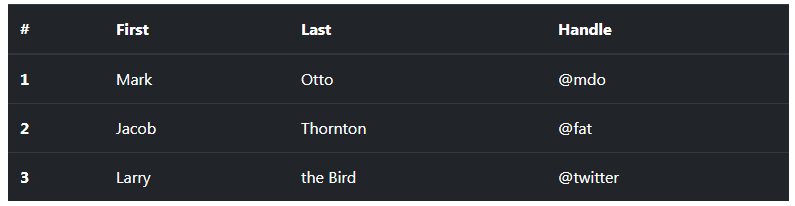 # First Last Handle
1 Mark Otto @mdo
2 Jacob Thornton @fat
3 Larry the Bird @twitter